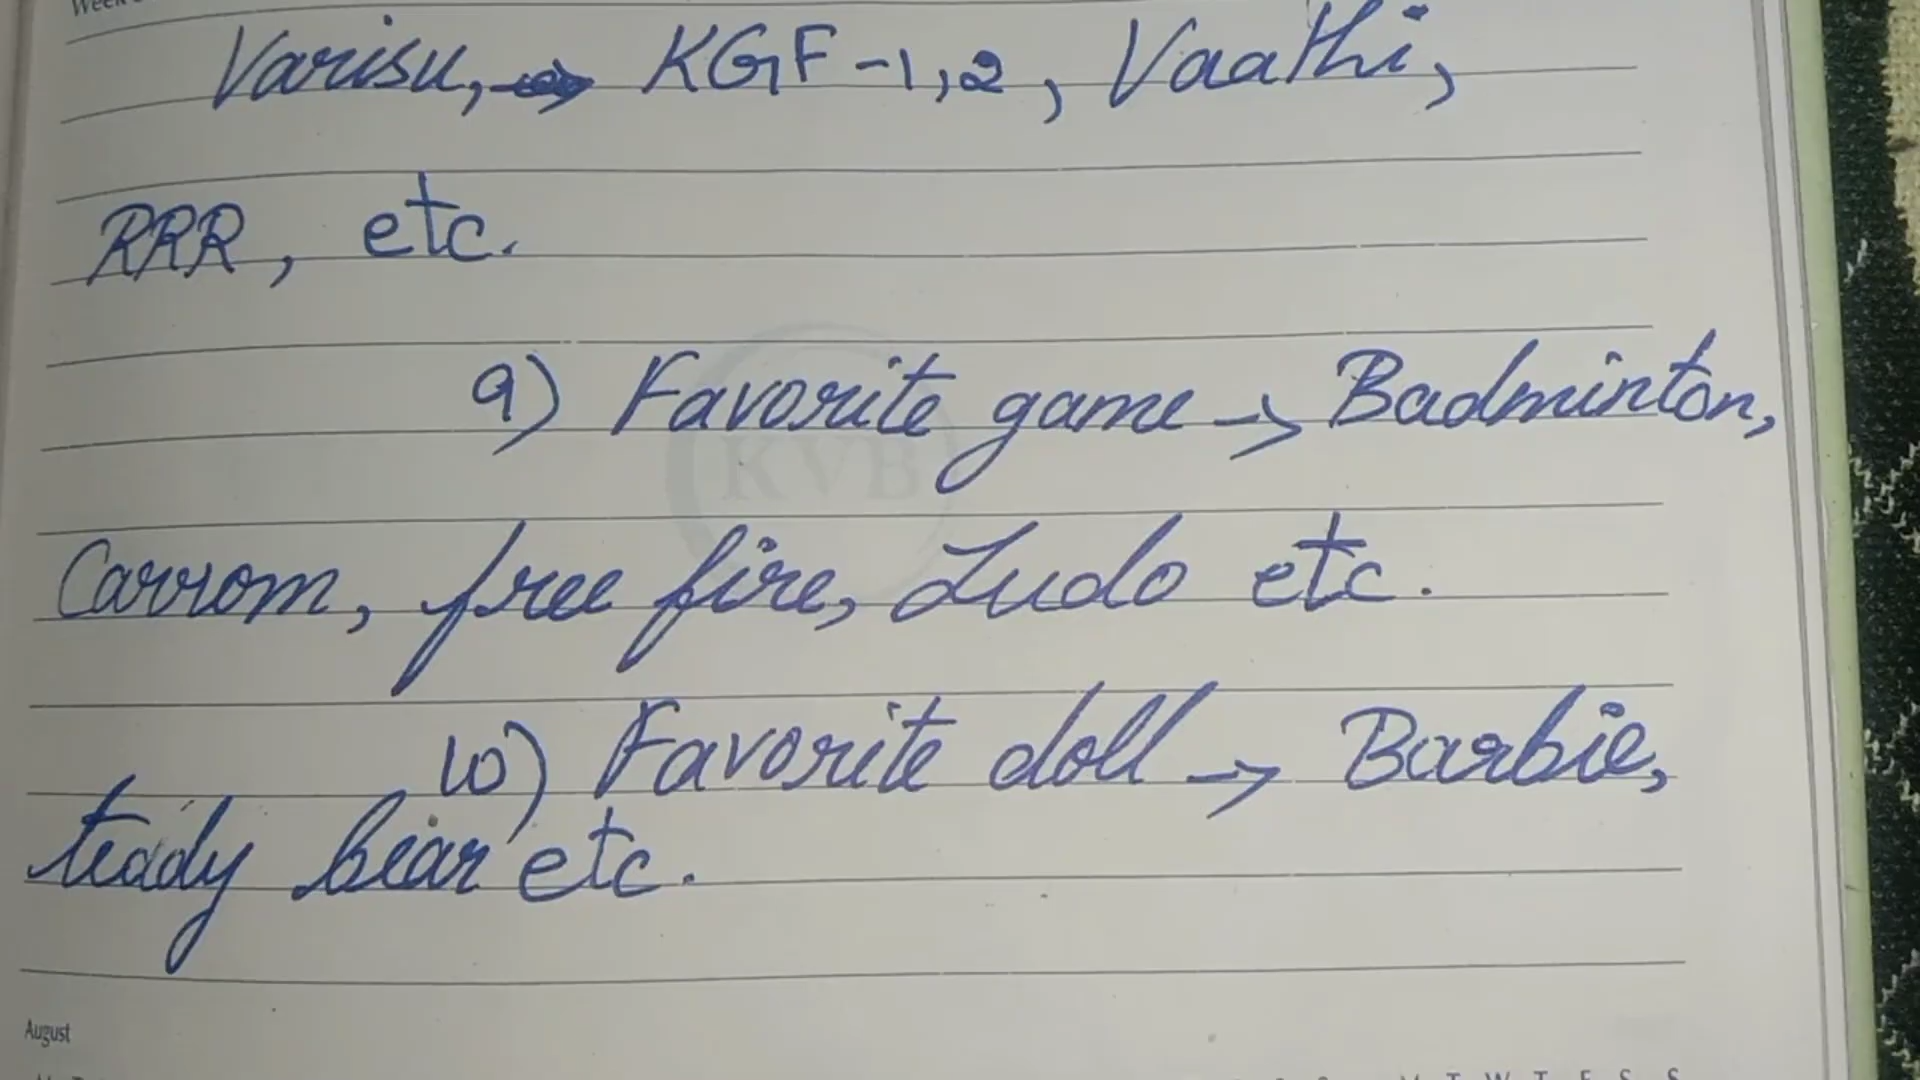 Varisu, KGF-1,2, Vaathi,
RRR, etc.
9) Favorite game → Badminton,
KVB
Carrom, free fire, Ludo etc.
10) Favorite doll → Barbie,
teddy bear etc.
August
M T W T F S S